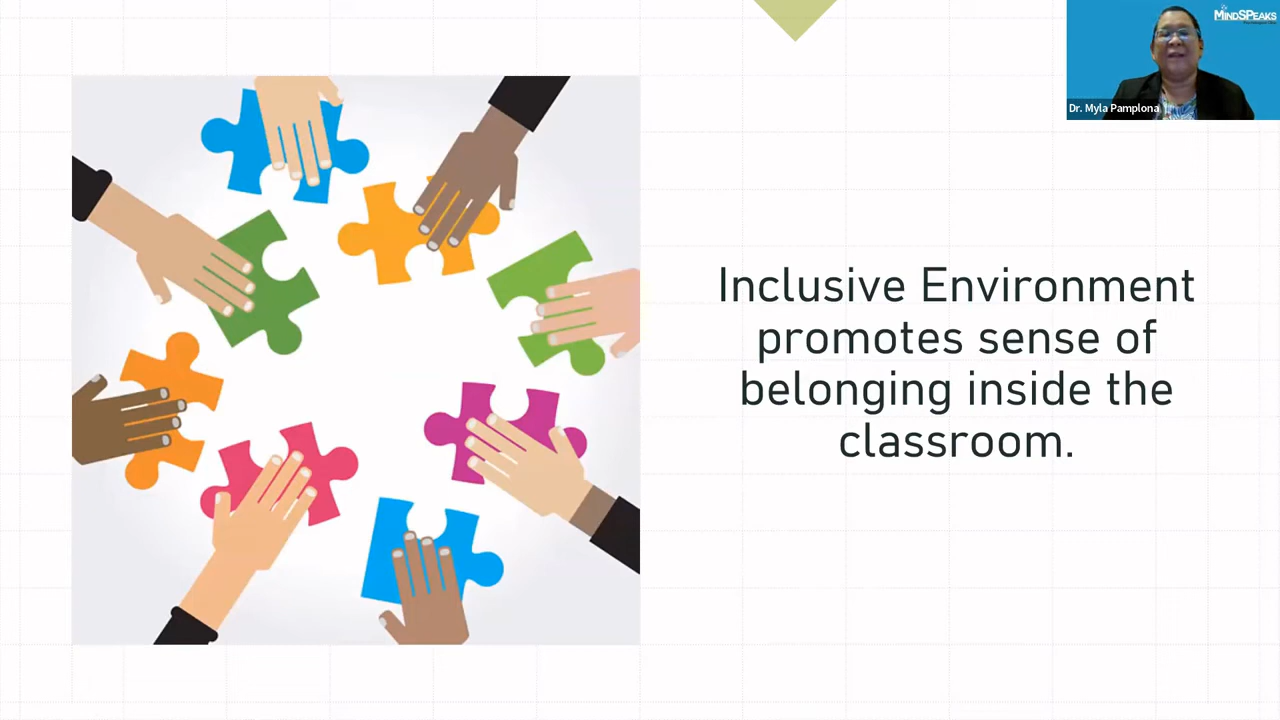 MINDSPEAKS
Dr. Myla Pamplona
Inclusive Environment
promotes sense of
belonging inside the
classroom.